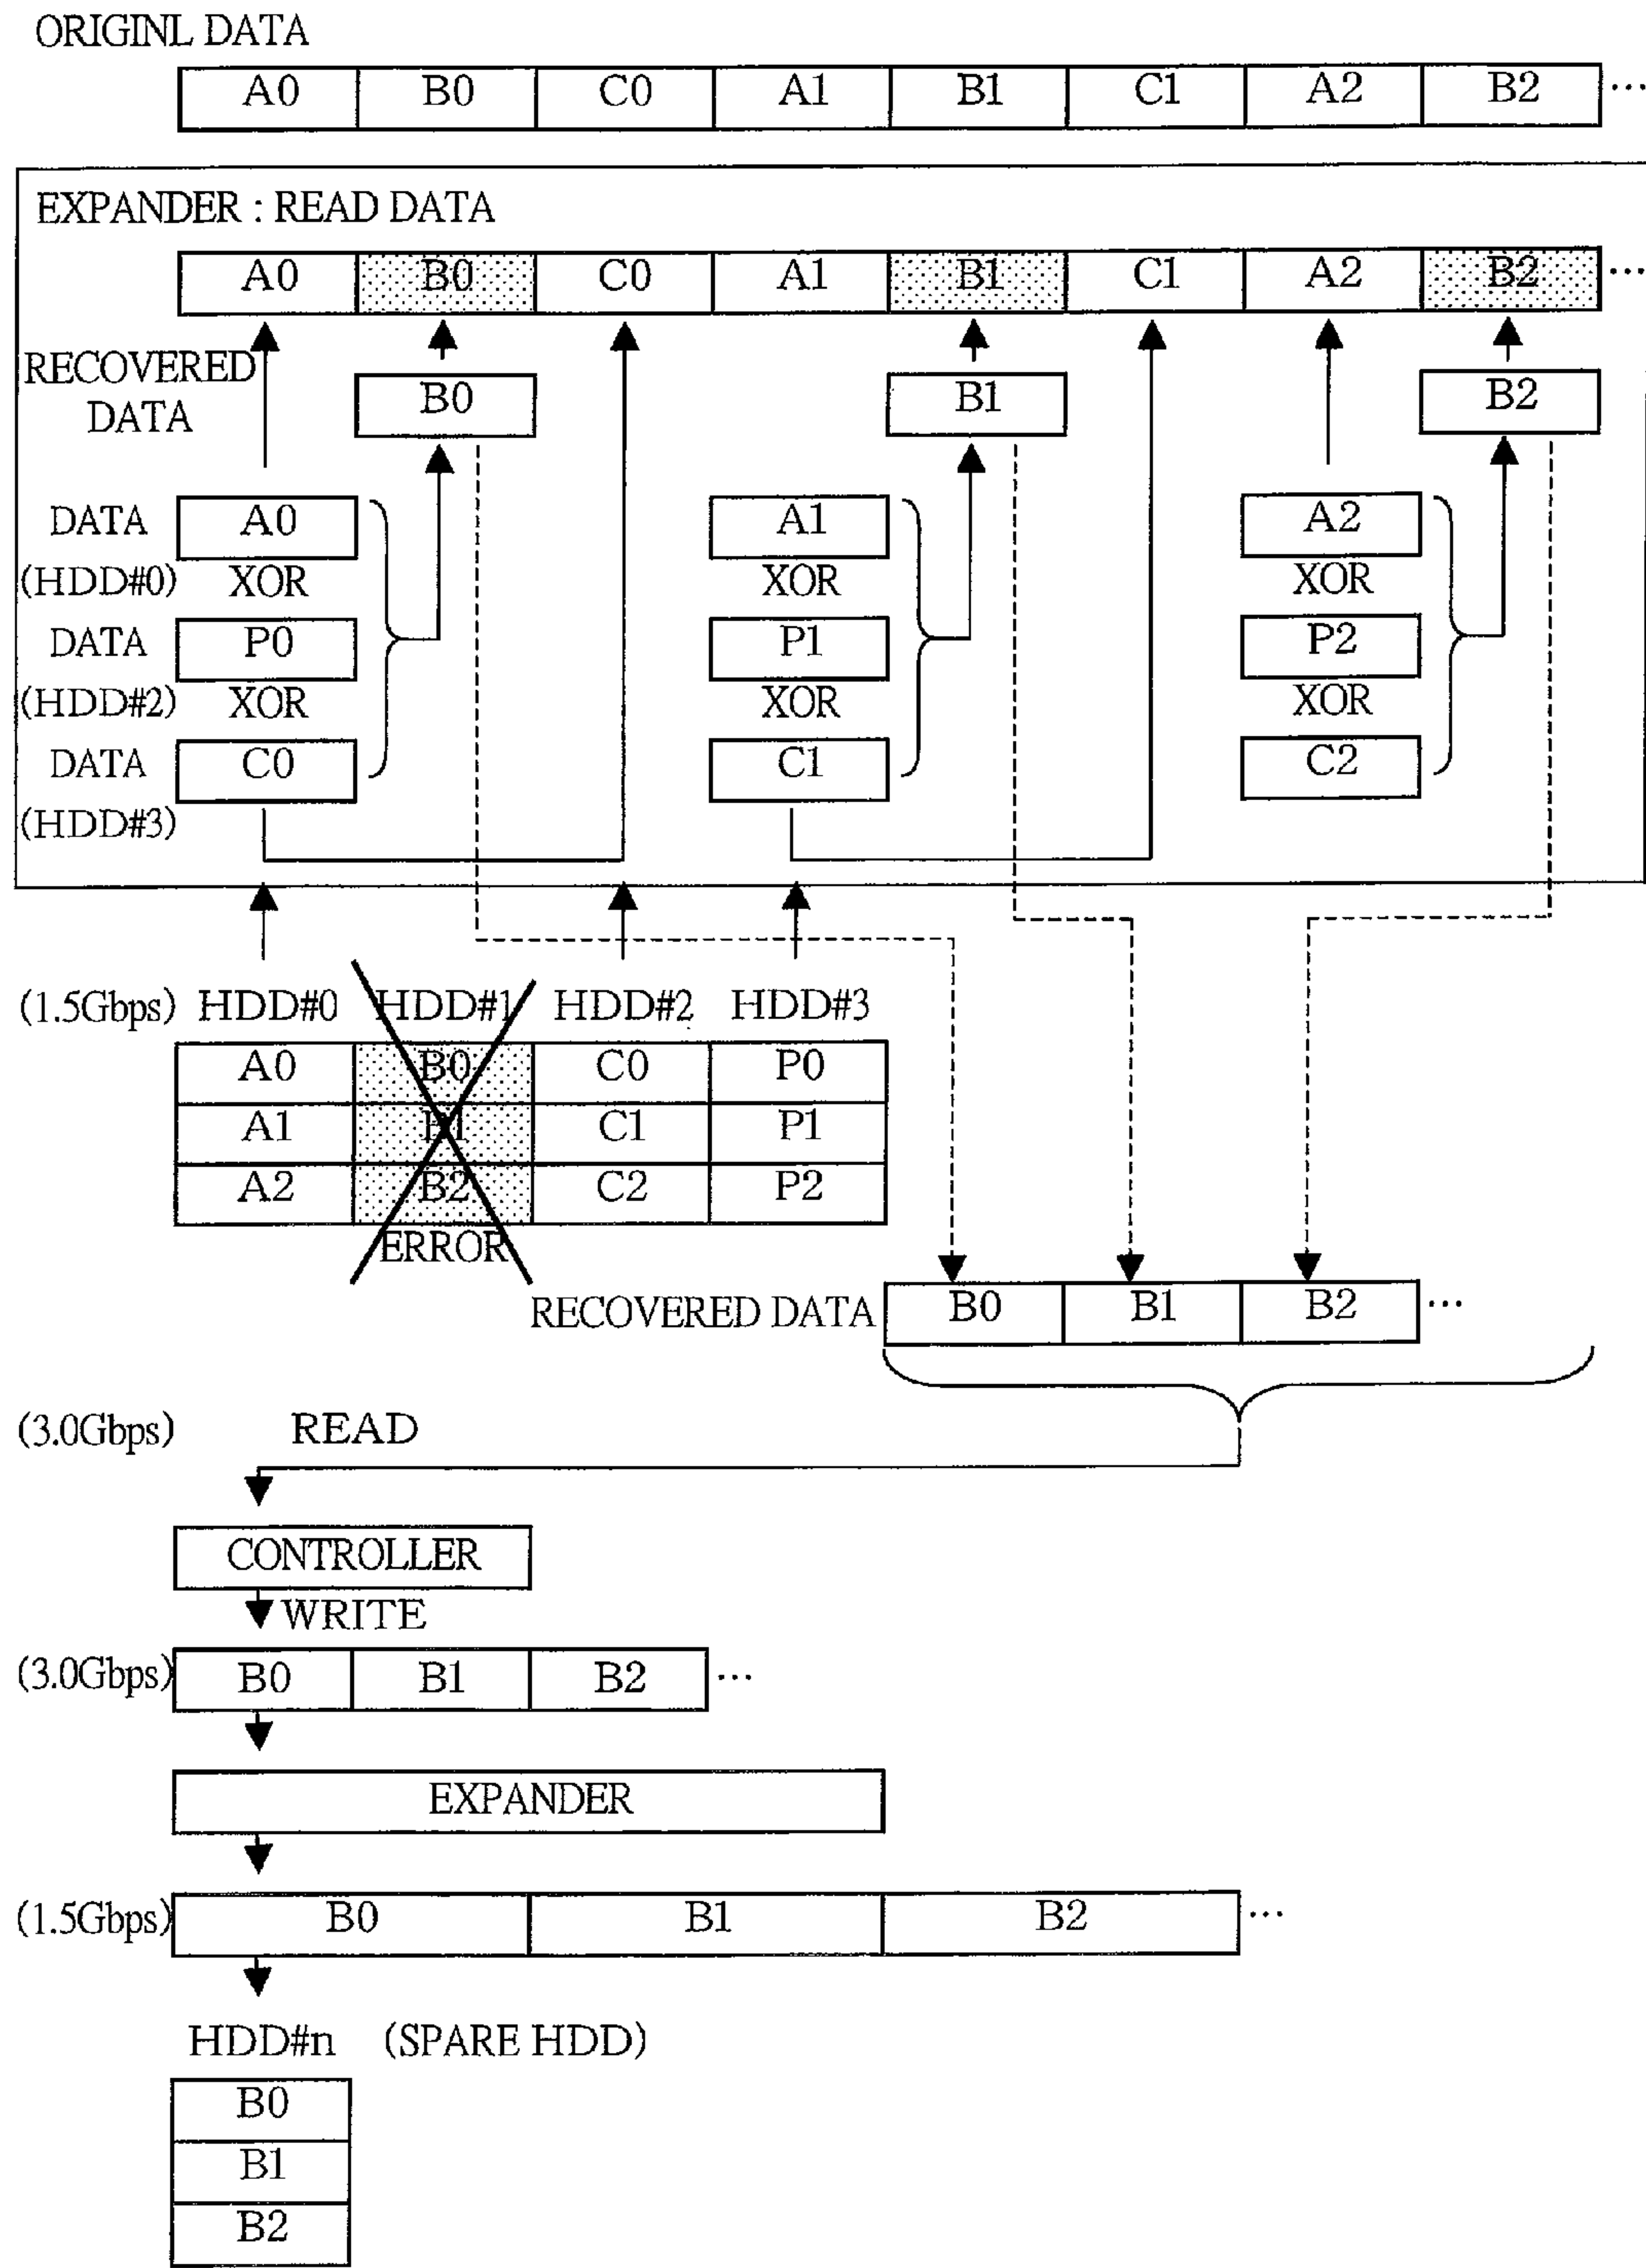 ORIGINL DATA
A0 B0 C0 A1 B1 C1 A2 B2 ...
EXPANDER : READ DATA
A0 B0 C0 A1 B1 C1 A2 B2 ...
RECOVERED
DATA
B0 B1 B2
DATA A0 A1 A2
(HDD#0) XOR XOR XOR
DATA P0 P1 P2
(HDD#2) XOR XOR XOR
DATA C0 C1 C2
(HDD#3)
(1.5Gbps) HDD#0 HDD#1 HDD#2 HDD#3
A0 B0 C0 P0
A1 B1 C1 P1
A2 B2 C2 P2
ERROR
RECOVERED DATA B0 B1 B2 ...
(3.0Gbps) READ
CONTROLLER
WRITE
(3.0Gbps) B0 B1 B2 ...
EXPANDER
(1.5Gbps) B0 B1 B2 ...
HDD#n (SPARE HDD)
B0
B1
B2